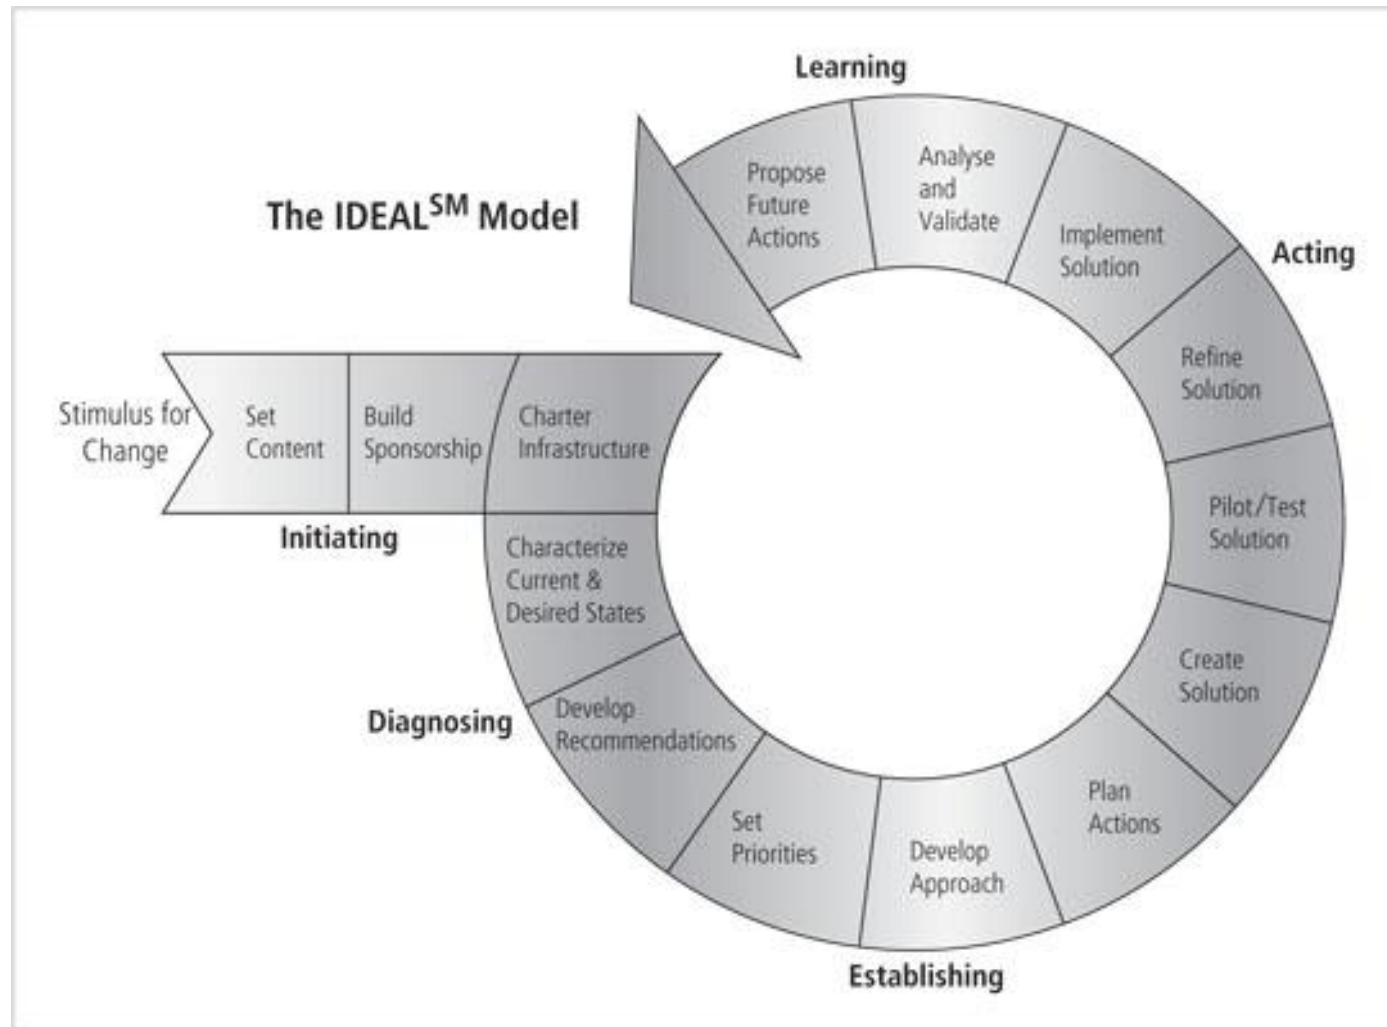 The IDEAL SM Model
Stimulus for
Change
Set
Content
Build
Sponsorship
Charter
Infrastructure
Initiating
Characterize
Current &
Desired States
Diagnosing
Develop
Recommendations
Set
Priorities
Develop
Approach
Plan
Actions
Establishing
Create
Solution
Pilot/Test
Solution
Refine
Solution
Acting
Implement
Solution
Analyse
and
Validate
Learning
Propose
Future
Actions